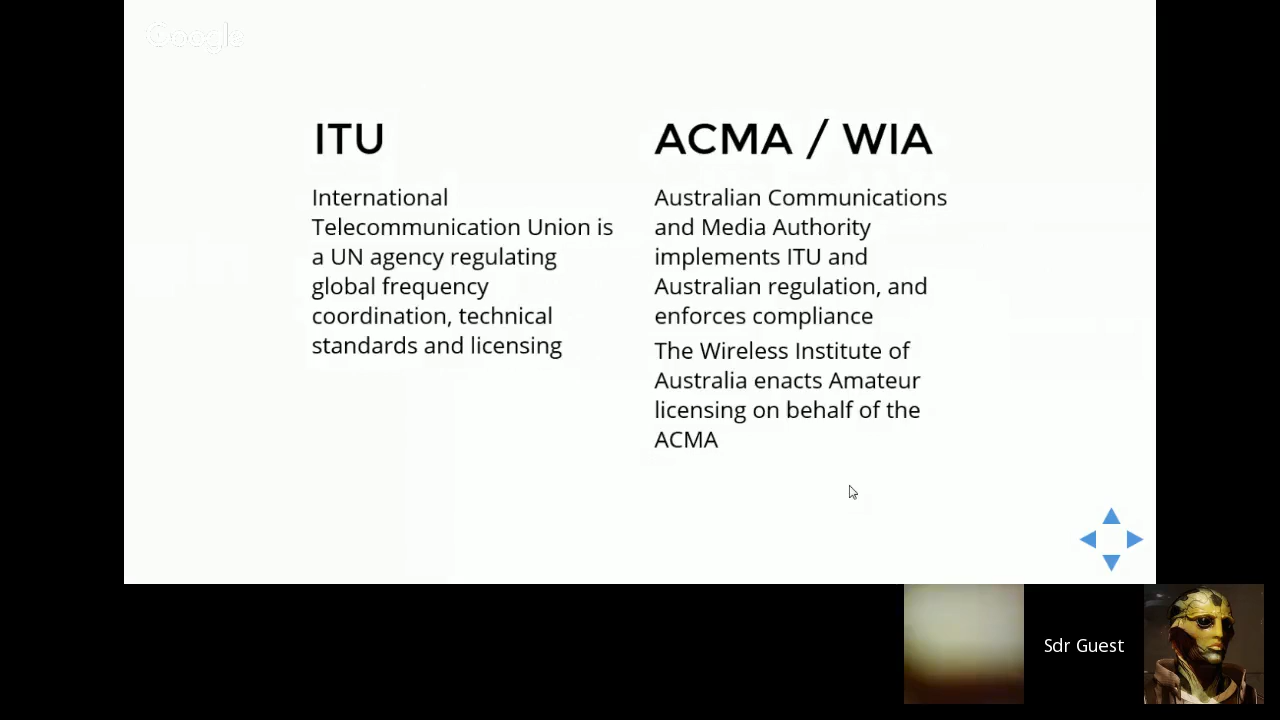 Google
ITU
International
Telecommunication Union is
a UN agency regulating
global frequency
coordination, technical
standards and licensing
ACMA / WIA
Australian Communications
and Media Authority
implements ITU and
Australian regulation, and
enforces compliance
The Wireless Institute of
Australia enacts Amateur
licensing on behalf of the
ACMA
Sdr Guest